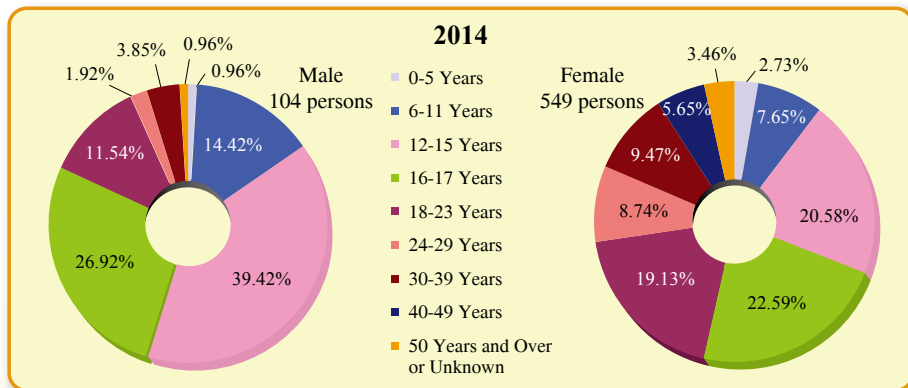 2014
Male
104 persons
0.96%
0.96%
14.42%
39.42%
26.92%
11.54%
1.92%
3.85%
0-5 Years
6-11 Years
12-15 Years
16-17 Years
18-23 Years
24-29 Years
30-39 Years
40-49 Years
50 Years and Over
or Unknown
Female
549 persons
3.46%
2.73%
7.65%
20.58%
22.59%
19.13%
8.74%
9.47%
5.65%